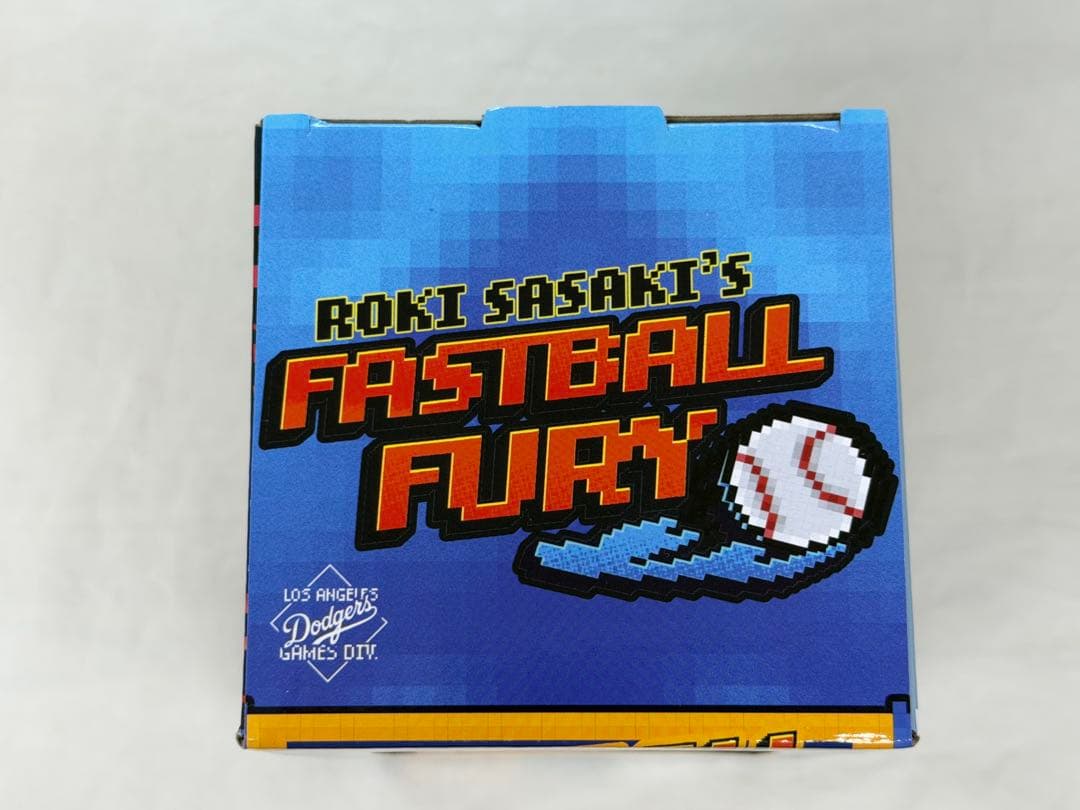 ROKI SASAKI'S
FASTBALL
FURY
LOS ANGELES
Dodgers
GAMES DIV.